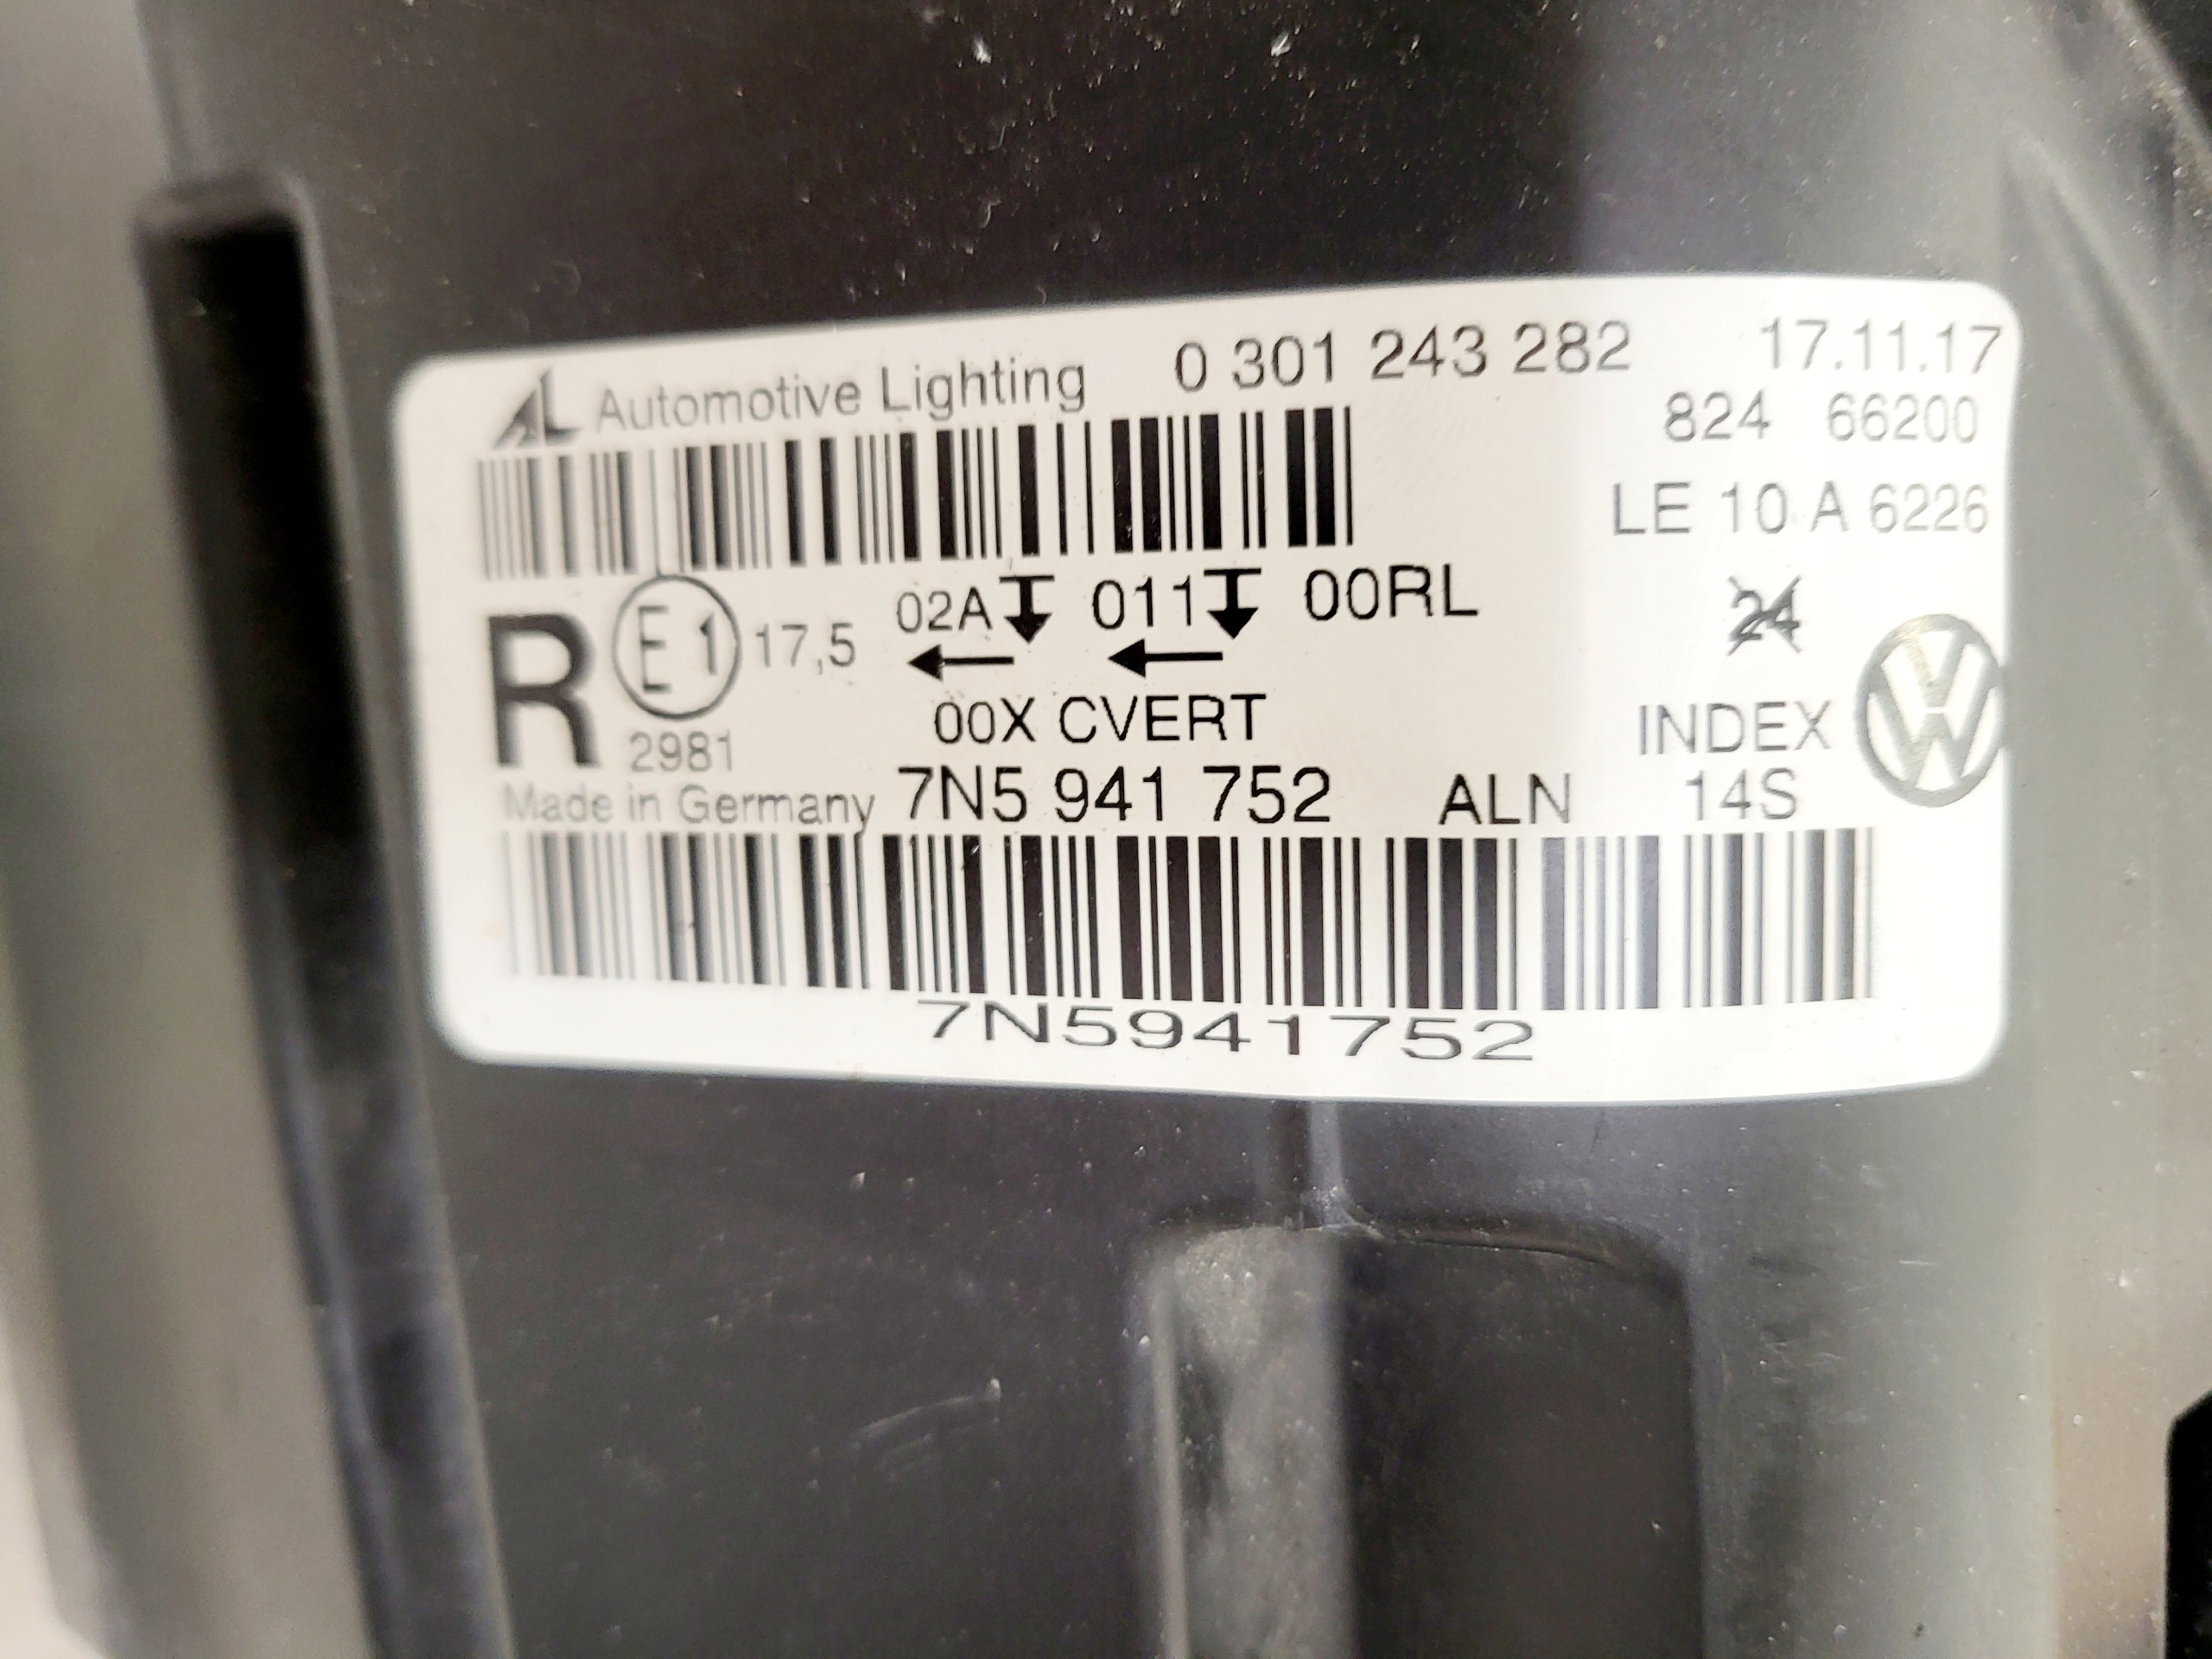 AL Automotive Lighting 0 301 243 282 17.11.17
824 66200
LE 10 A 6226
02A 011 00RL 24
R E1 17,5
00X CVERT INDEX
2981
Made in Germany 7N5 941 752 ALN 14S
7N5941752